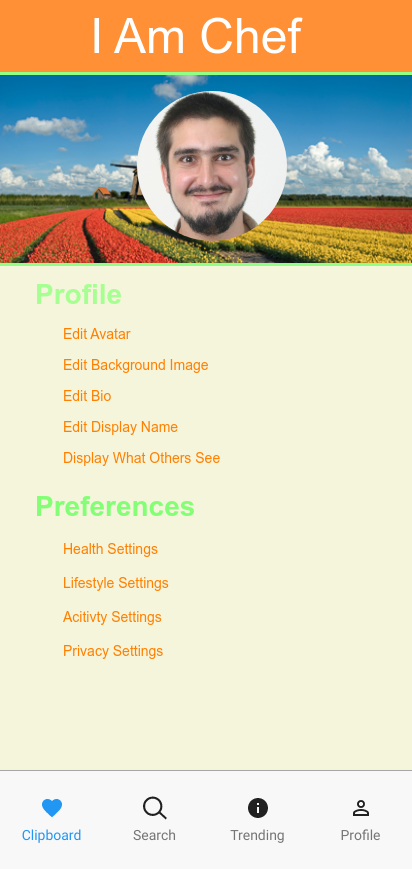 I Am Chef
Profile
Edit Avatar
Edit Background Image
Edit Bio
Edit Display Name
Display What Others See
Preferences
Health Settings
Lifestyle Settings
Acitivty Settings
Privacy Settings
Clipboard Search Trending Profile